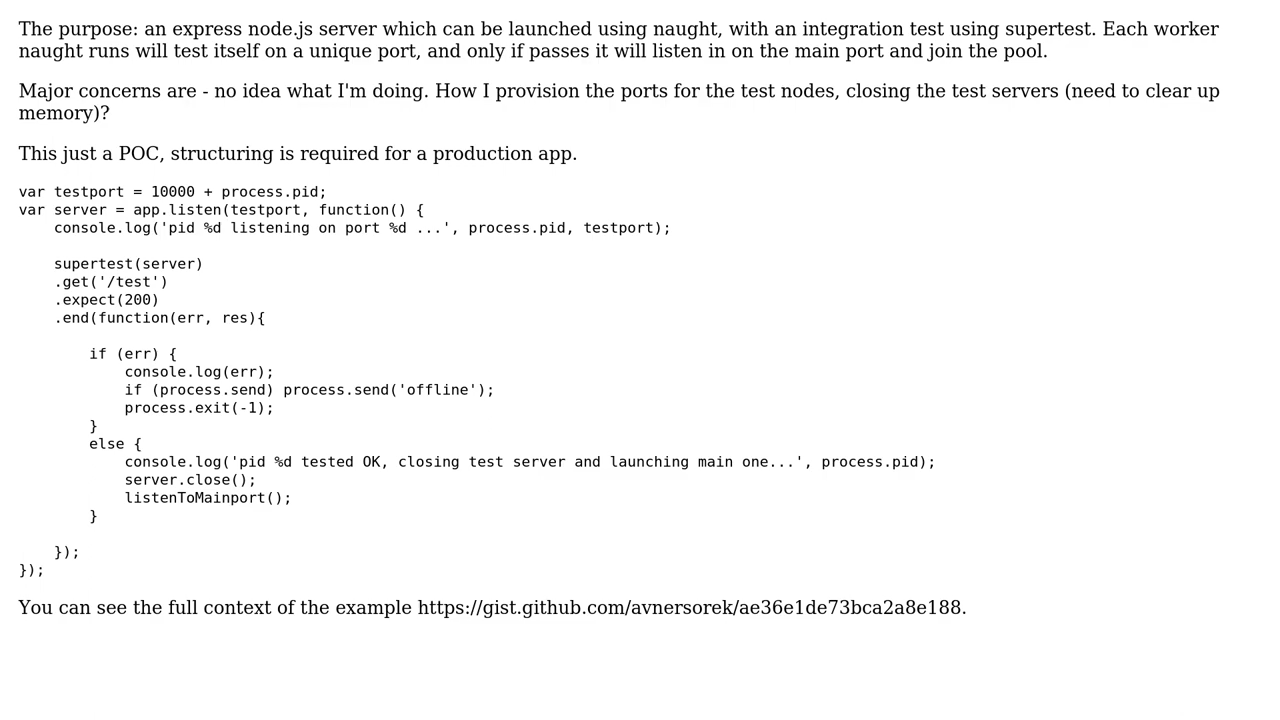 The purpose: an express node.js server which can be launched using naught, with an integration test using supertest. Each worker
naught runs will test itself on a unique port, and only if passes it will listen in on the main port and join the pool.
Major concerns are - no idea what I'm doing. How I provision the ports for the test nodes, closing the test servers (need to clear up
memory)?
This just a POC, structuring is required for a production app.
var testport = 10000 + process.pid;
var server = app.listen(testport, function() {
    console.log('pid %d listening on port %d ...', process.pid, testport);
    supertest(server)
    .get('/test')
    .expect(200)
    .end(function(err, res){
        if (err) {
            console.log(err);
            if (process.send) process.send('offline');
            process.exit(-1);
        }
        else {
            console.log('pid %d tested OK, closing test server and launching main one...', process.pid);
            server.close();
            listenToMainport();
        }
    });
});
You can see the full context of the example https://gist.github.com/avnersorek/ae36e1de73bca2a8e188.